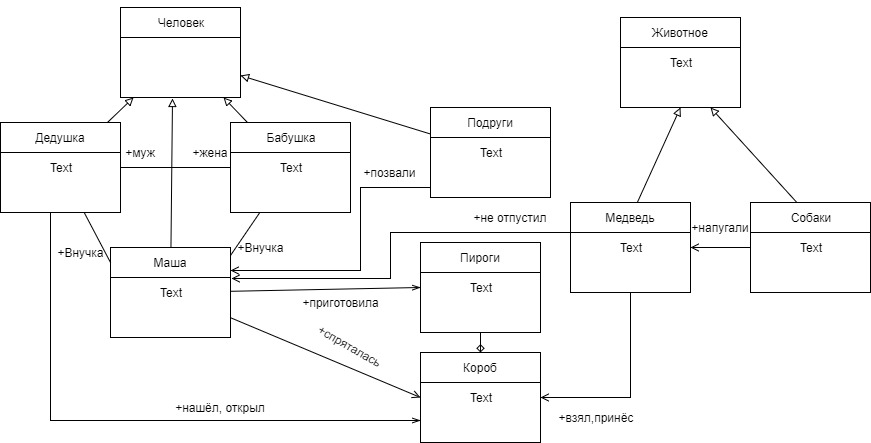 Человек
Животное
Text
Дедушка
Text
+муж
+жена
Бабушка
Text
Подруги
Text
+позвали
+не отпустил
Медведь
Text
+напугали
Собаки
Text
+Внучка
+Внучка
Маша
Text
Пироги
Text
+приготовила
+спряталась
Короб
Text
+нашёл, открыл
+взял,принёс